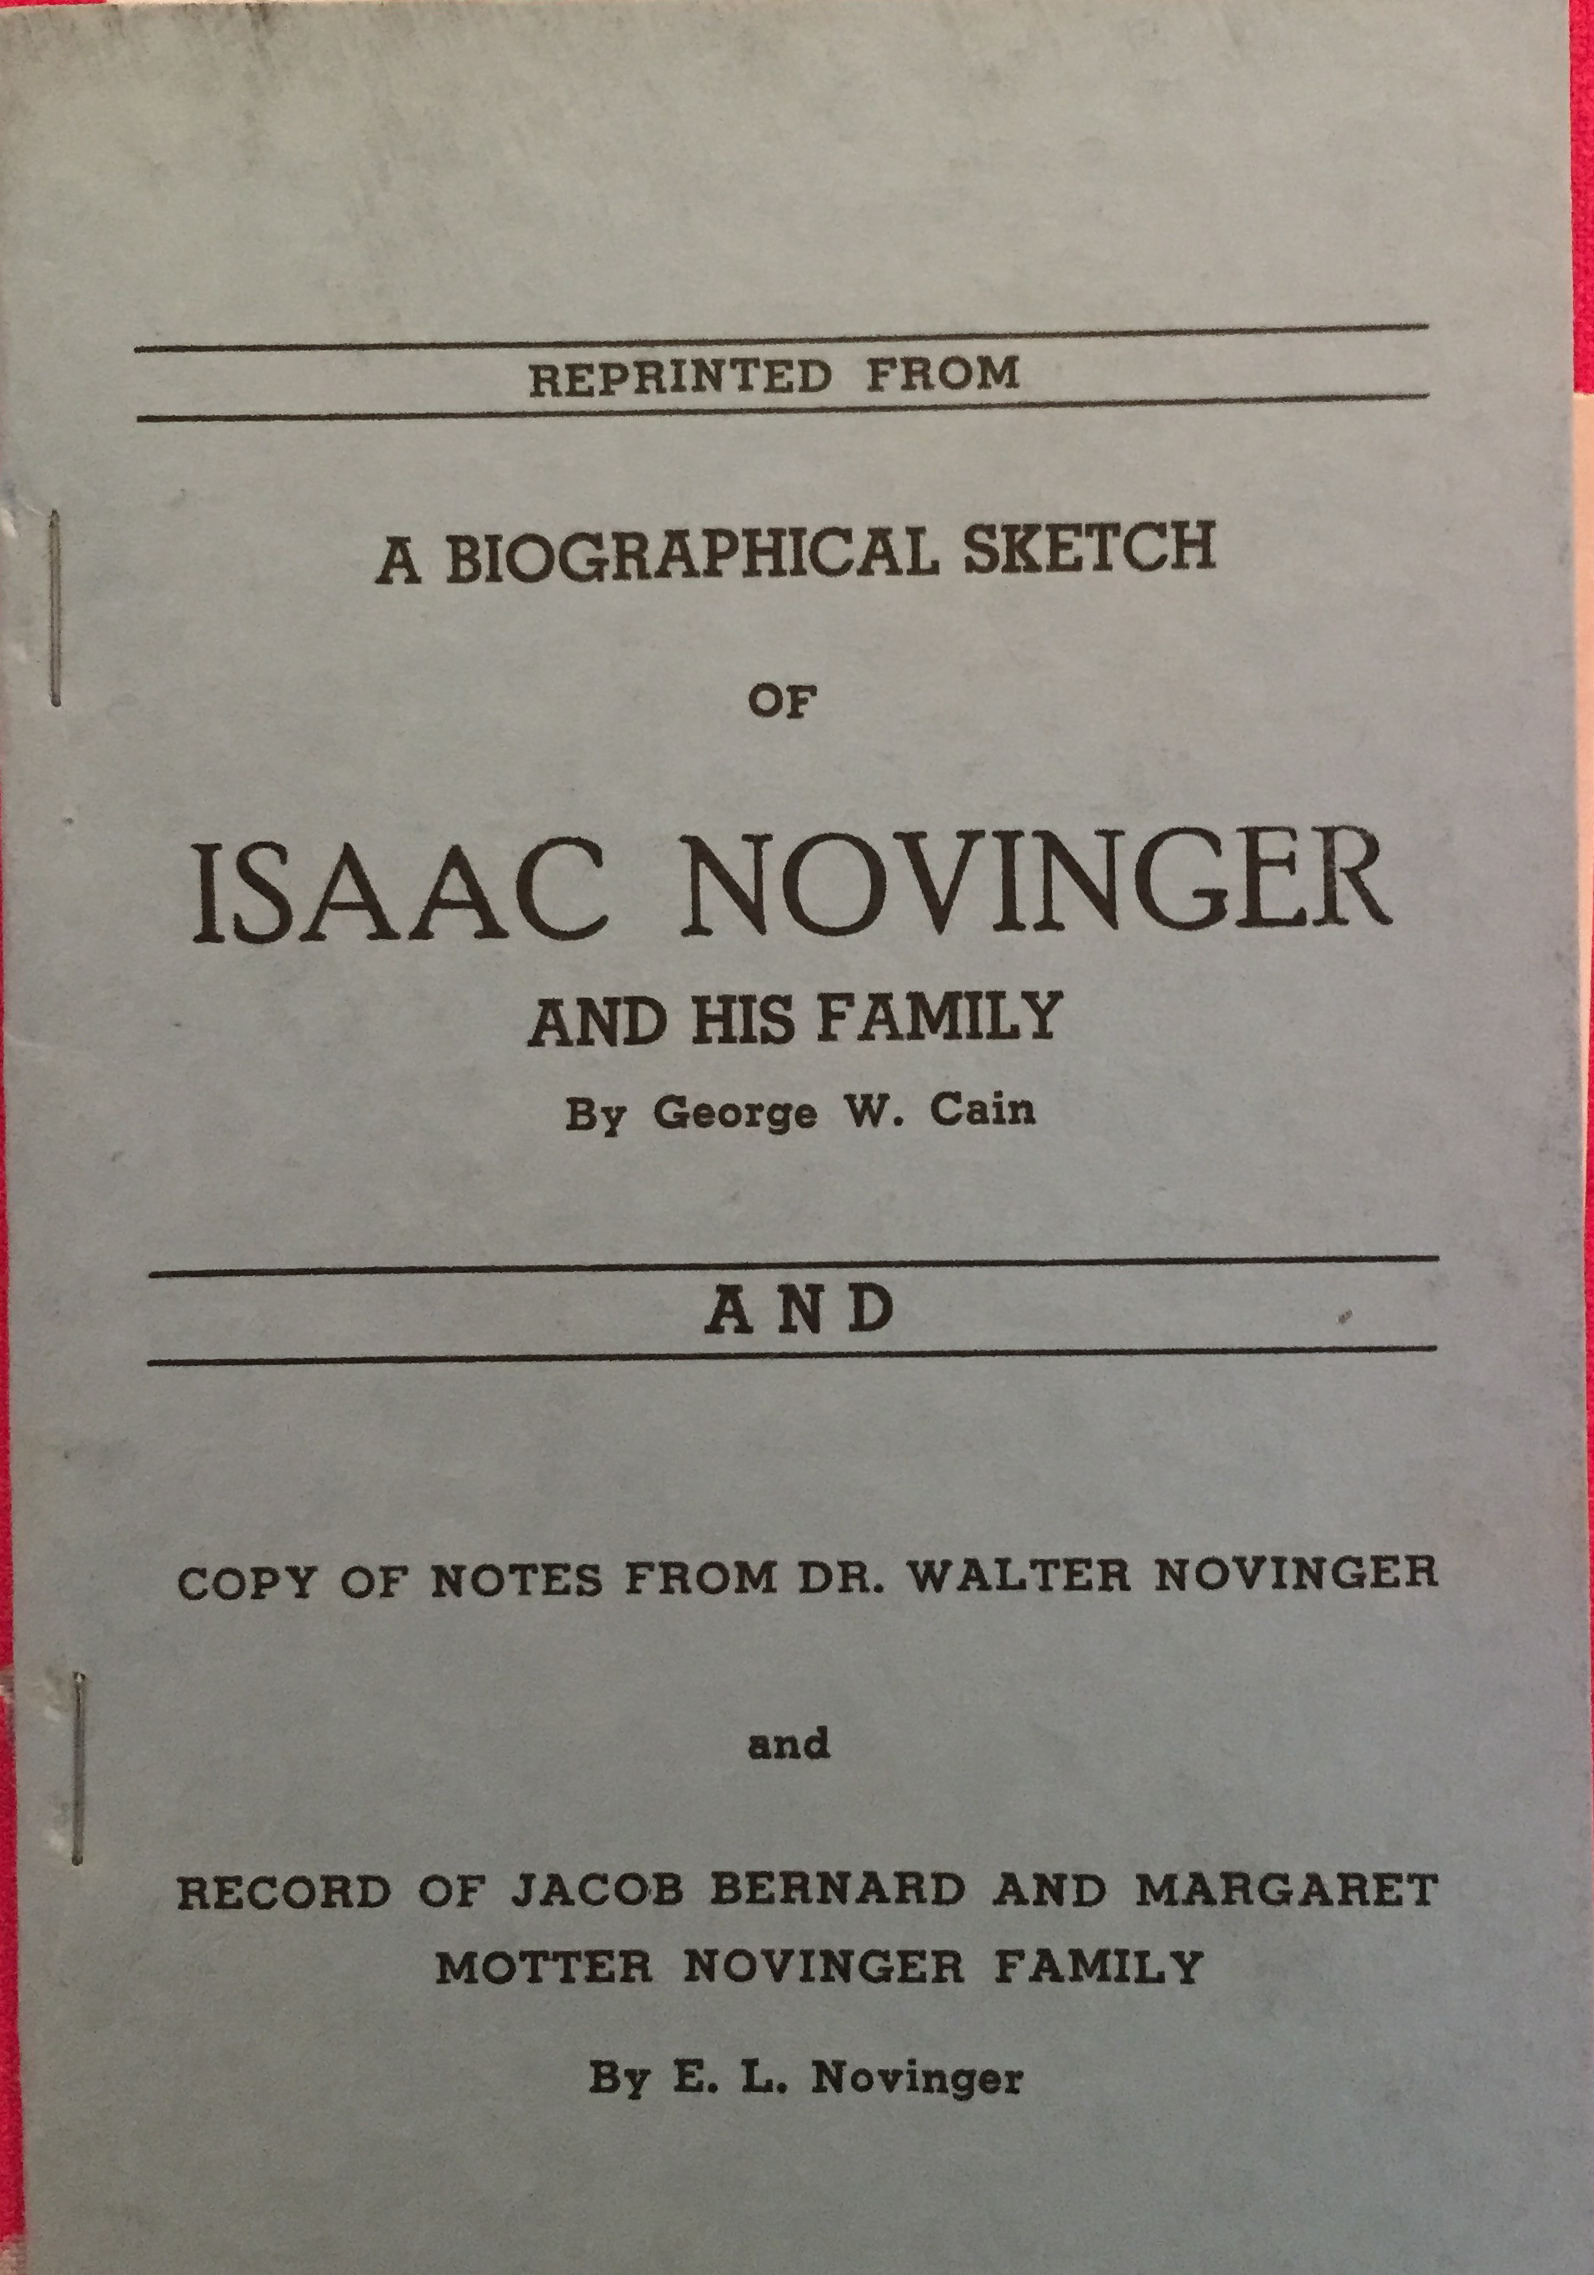 REPRINTED FROM
A BIOGRAPHICAL SKETCH
OF
ISAAC NOVINGER
AND HIS FAMILY
By George W. Cain
AND
COPY OF NOTES FROM DR. WALTER NOVINGER
and
RECORD OF JACOB BERNARD AND MARGARET
MOTTER NOVINGER FAMILY
By E. L. Novinger